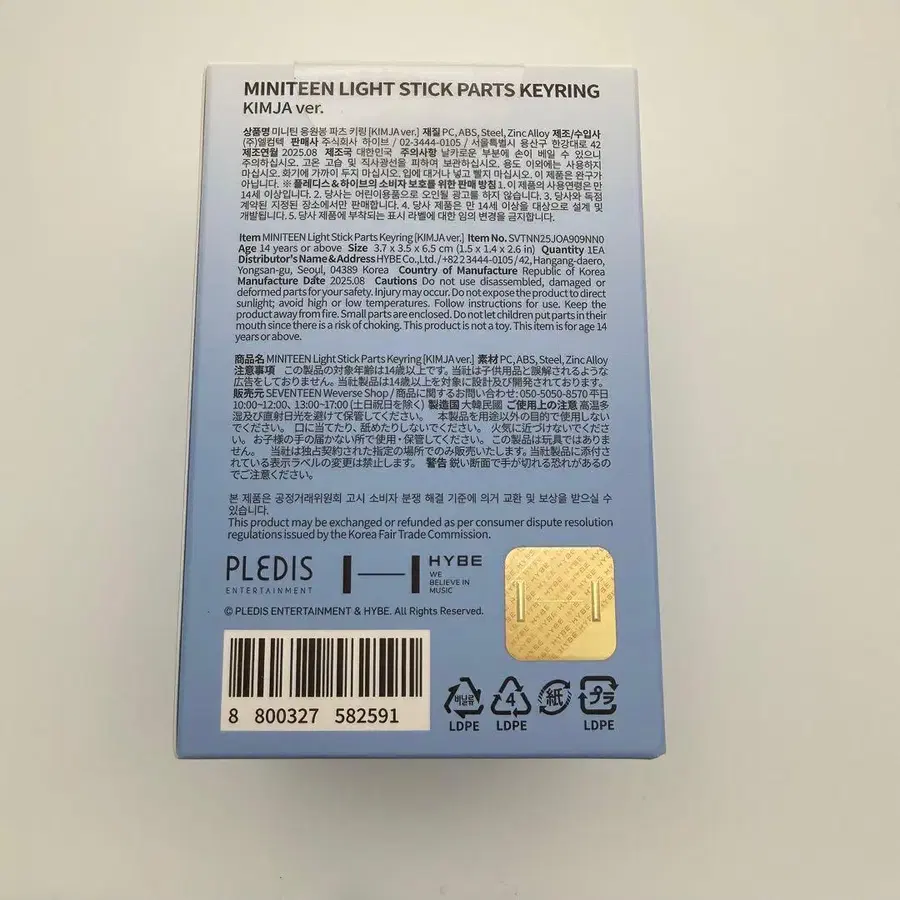 MINITEEN LIGHT STICK PARTS KEYRING
KIMJA ver.
상품명 미니틴 응원봉 파츠 키링 [KIMJA ver.] 재질 PC, ABS, Steel, Zinc Alloy 제조/수입사
(주)엘컴텍 판매사 주식회사 하이브 / 02-3444-0105 / 서울특별시 용산구 한강대로 42
제조연월 2025.08 제조국 대한민국 주의사항 날카로운 부분에 손이 베일 수 있으니
주의하십시오. 고온 고습 및 직사광선을 피하여 보관하십시오. 용도 이외에는 사용하지
마십시오. 화기에 가까이 두지 마십시오. 입에 대거나 넣고 빨지 마십시오. 이 제품은 완구가
아닙니다. ※ 플레디스 & 하이브의 소비자 보호를 위한 판매 방침 1. 이 제품의 사용연령은 만
14세 이상입니다. 2. 당사는 어린이용품으로 오인될 광고를 하지 않습니다. 3. 당사와 독점
계약된 지정된 장소에서만 판매합니다. 4. 당사 제품은 만 14세 이상을 대상으로 설계 및
개발됩니다. 5. 당사 제품에 부착되는 표시 라벨에 대한 임의 변경을 금지합니다.
Item MINITEEN Light Stick Parts Keyring [KIMJA ver.] Item No. SVTNN25JOA909NN0
Age 14 years or above Size 3.7 x 3.5 x 6.5 cm (1.5 x 1.4 x 2.6 in) Quantity 1EA
Distributor's Name & Address HYBE Co., Ltd. / +82 2 3444-0105 / 42, Hangang-daero,
Yongsan-gu, Seoul, 04389 Korea Country of Manufacture Republic of Korea
Manufacture Date 2025.08 Cautions Do not use disassembled, damaged or
deformed parts for your safety. Injury may occur. Do not expose the product to direct
sunlight; avoid high or low temperatures. Follow instructions for use. Keep the
product away from fire. Small parts are enclosed. Do not let children put parts in their
mouth since there is a risk of choking. This product is not a toy. This item is for age 14
years or above.
商品名 MINITEEN Light Stick Parts Keyring [KIMJA ver.] 素材 PC, ABS, Steel, Zinc Alloy
注意事項 この製品の対象年齢は14歳以上です。当社は子供用品と誤解されるような
広告をしておりません。当社製品は14歳以上を対象に設計及び開発されております。
販売元 SEVENTEEN Weverse Shop / 商品に関するお問い合わせ: 050-5050-8570 平日
10:00~12:00、13:00~17:00 (土日祝日を除く) 製造国 大韓民國 ご使用上の注意 高温多
湿及び直射日光を避けて保管してください。 本製品を用途以外の目的で使用しない
でください。 口に当てたり、舐めたりしないでください。 火気に近づけないでくださ
い。 お子様の手の届かない所で使用・保管してください。 この製品は玩具ではありま
せん。 当社は独占契約された指定の場所でのみ販売いたします。当社製品に添付さ
れている表示ラベルの変更は禁止します。 警告 鋭い断面で手が切れる恐れがあるの
でご注意ください。
본 제품은 공정거래위원회 고시 소비자 분쟁 해결 기준에 의거 교환 및 보상을 받으실 수
있습니다.
This product may be exchanged or refunded as per consumer dispute resolution
regulations issued by the Korea Fair Trade Commission.
PLEDIS
ENTERTAINMENT
HYBE
WE
BELIEVE IN
MUSIC
© PLEDIS ENTERTAINMENT & HYBE. All Rights Reserved.
8 800327 582591
비닐류
LDPE
4
LDPE
紙
プラ
LDPE